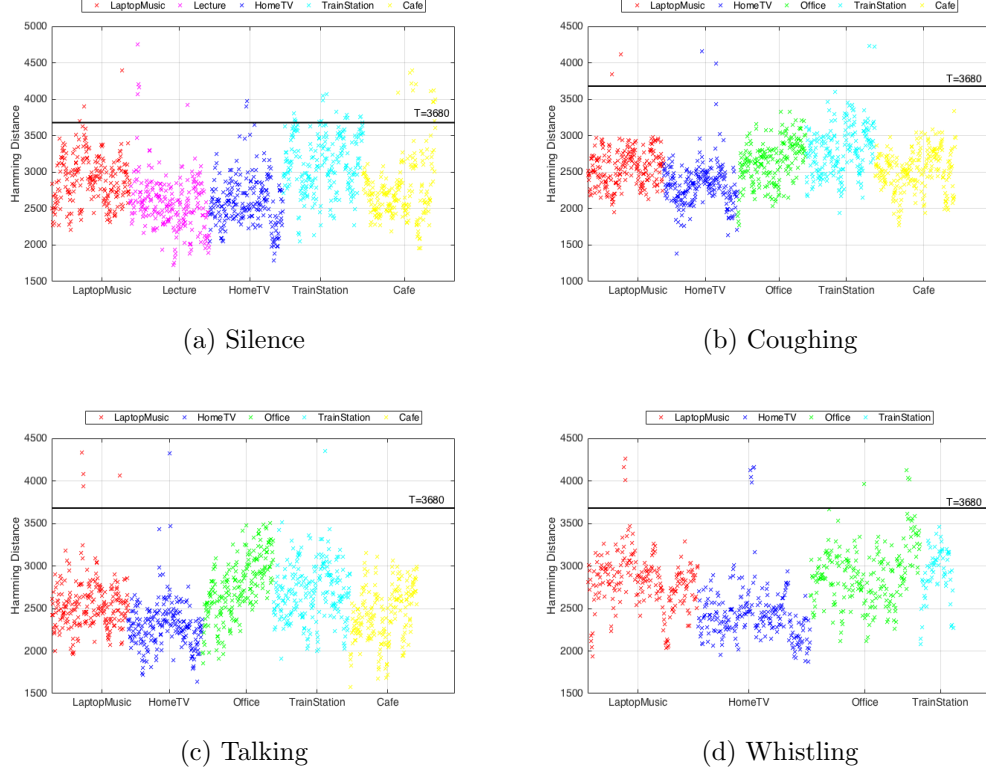 LaptopMusic Lecture HomeTV TrainStation Cafe
5000
4500
4000
3500
3000
2500
2000
1500
Hamming Distance
T=3680
LaptopMusic Lecture HomeTV TrainStation Cafe
(a) Silence
LaptopMusic HomeTV Office TrainStation Cafe
4500
4000
3500
3000
2500
2000
1500
1000
Hamming Distance
T=3680
LaptopMusic HomeTV Office TrainStation Cafe
(b) Coughing
LaptopMusic HomeTV Office TrainStation Cafe
4500
4000
3500
3000
2500
2000
1500
Hamming Distance
T=3680
LaptopMusic HomeTV Office TrainStation Cafe
(c) Talking
LaptopMusic HomeTV Office TrainStation
4500
4000
3500
3000
2500
2000
1500
Hamming Distance
T=3680
LaptopMusic HomeTV Office TrainStation
(d) Whistling